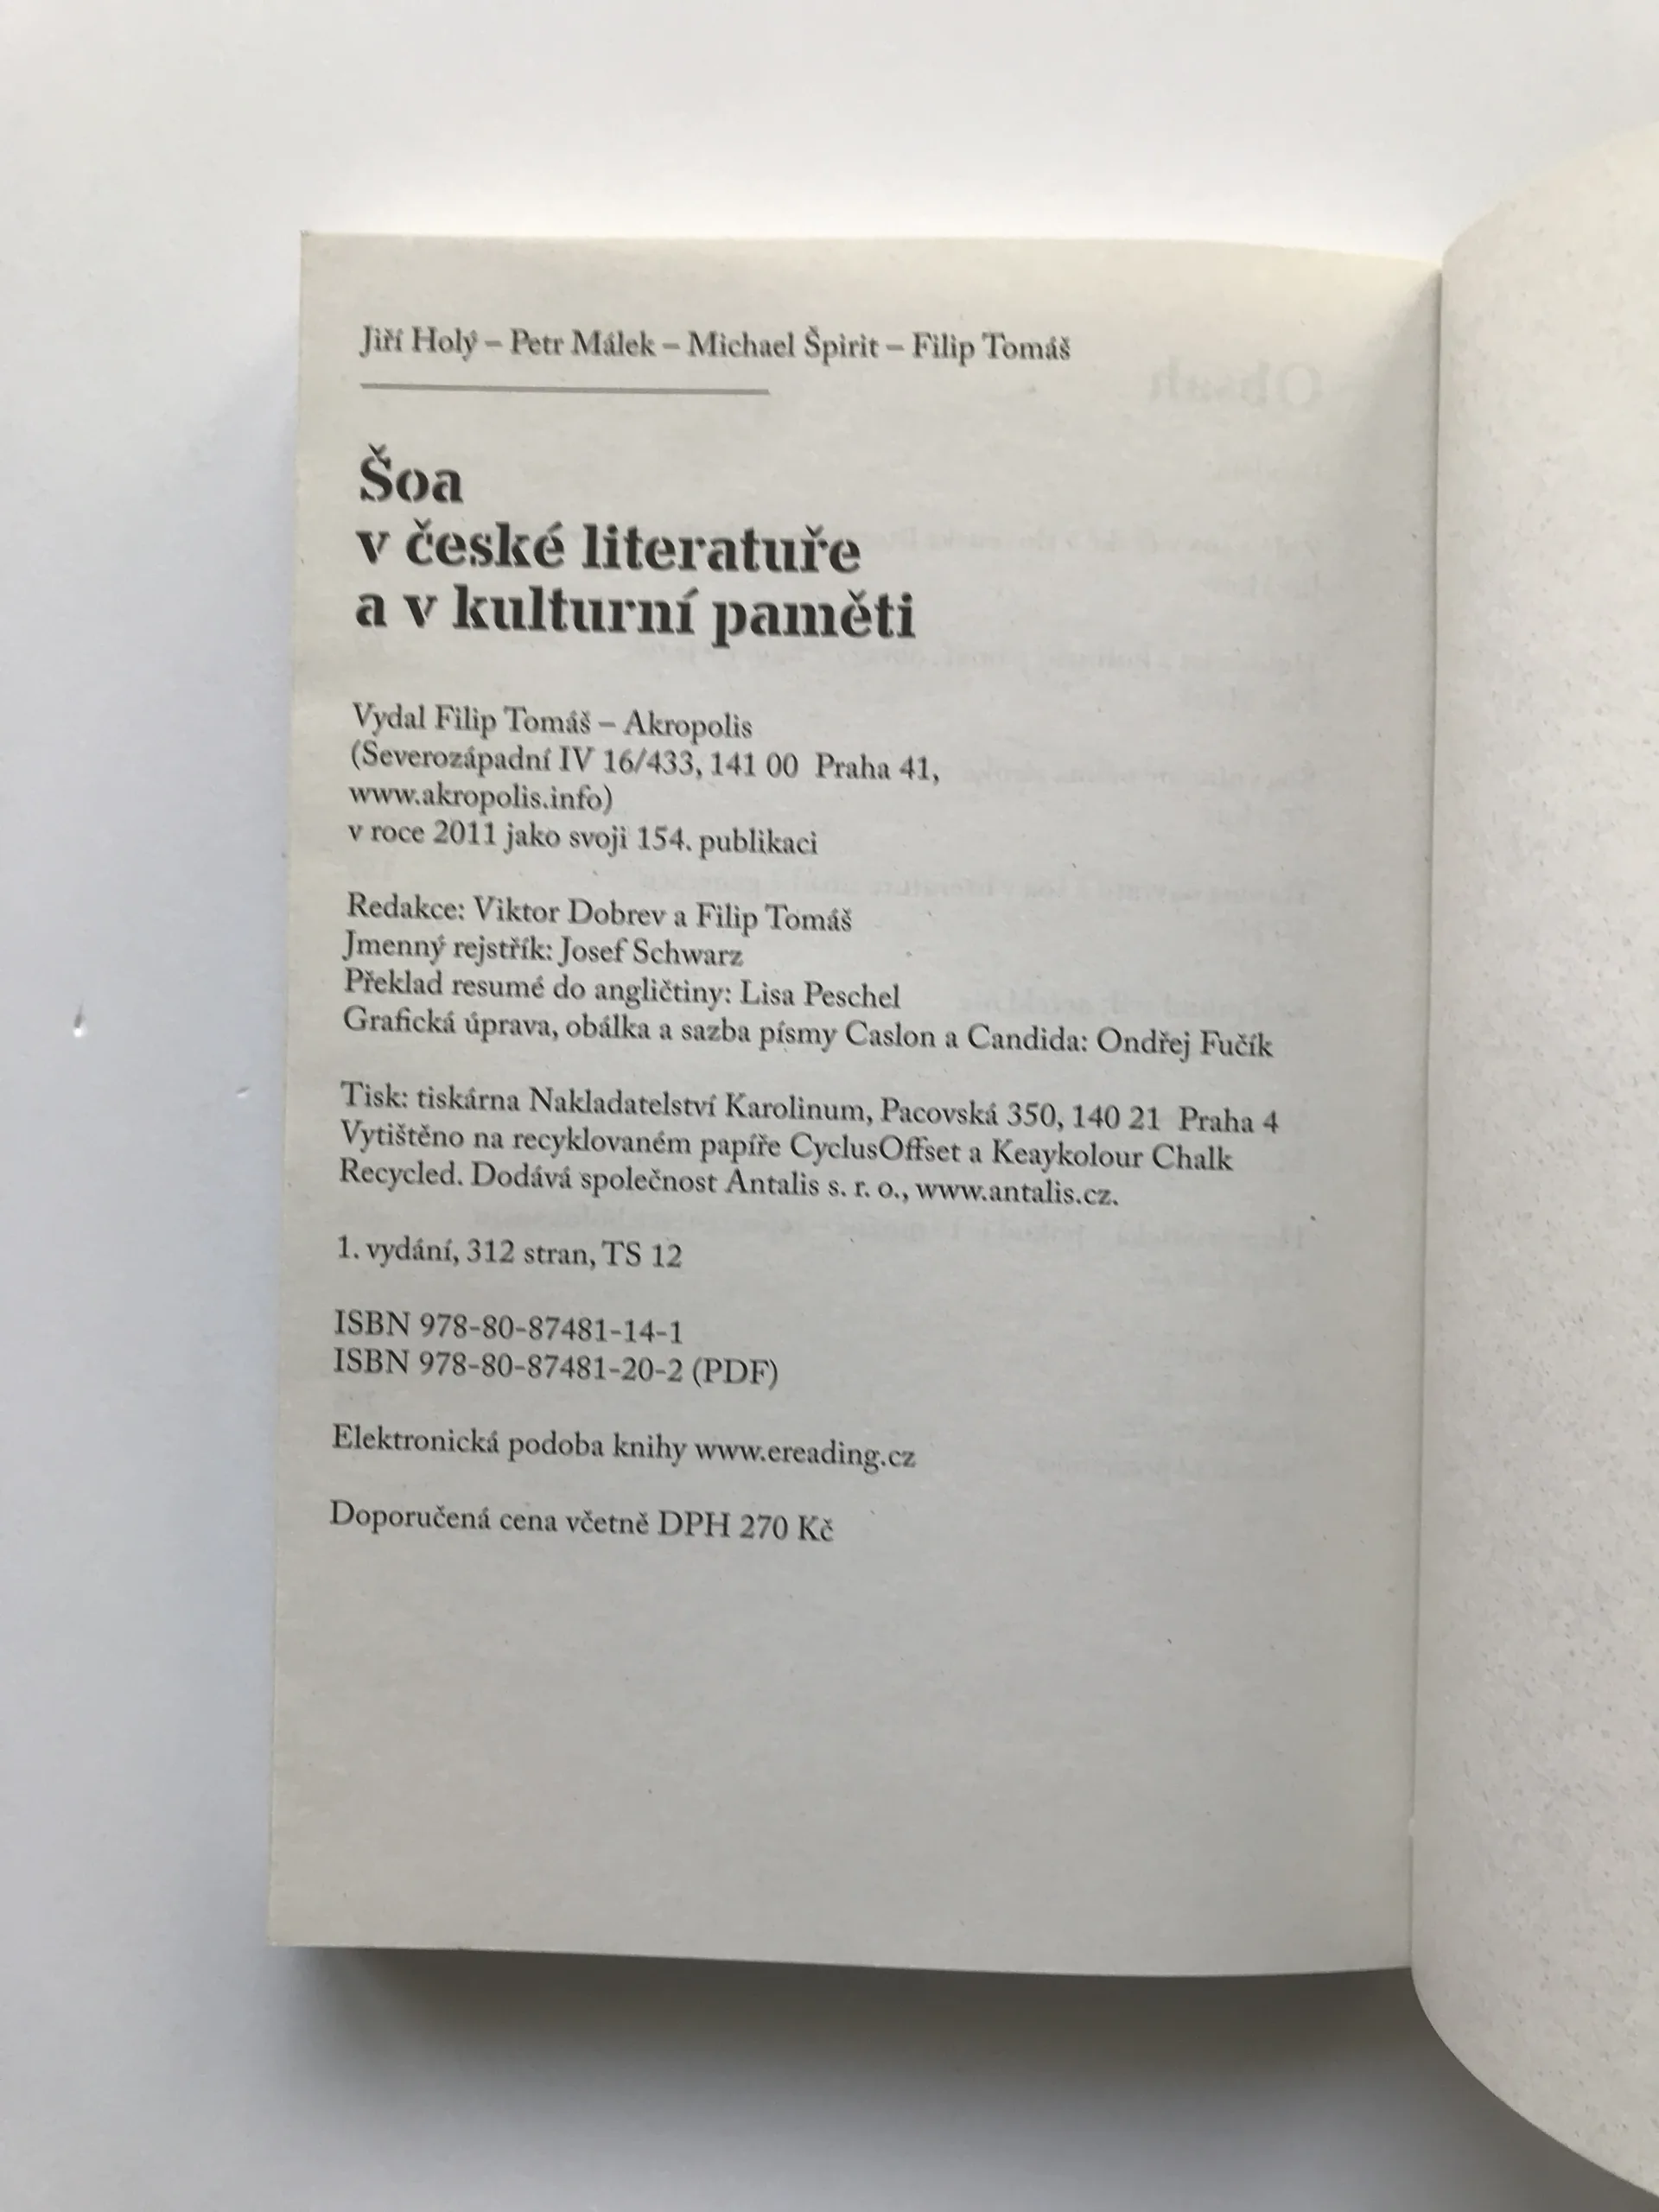 Jiří Holý – Petr Málek – Michael Špirit – Filip Tomáš
Šoa
v české literatuře
a v kulturní paměti
Vydal Filip Tomáš – Akropolis
(Severozápadní IV 16/433, 141 00 Praha 41,
www.akropolis.info)
v roce 2011 jako svoji 154. publikaci
Redakce: Viktor Dobrev a Filip Tomáš
Jmenný rejstřík: Josef Schwarz
Překlad resumé do angličtiny: Lisa Peschel
Grafická úprava, obálka a sazba písmy Caslon a Candida: Ondřej Fučík
Tisk: tiskárna Nakladatelství Karolinum, Pacovská 350, 140 21 Praha 4
Vytištěno na recyklovaném papíře CyclusOffset a Keaykolour Chalk
Recycled. Dodává společnost Antalis s. r. o., www.antalis.cz.
1. vydání, 312 stran, TS 12
ISBN 978-80-87481-14-1
ISBN 978-80-87481-20-2 (PDF)
Elektronická podoba knihy www.ereading.cz
Doporučená cena včetně DPH 270 Kč